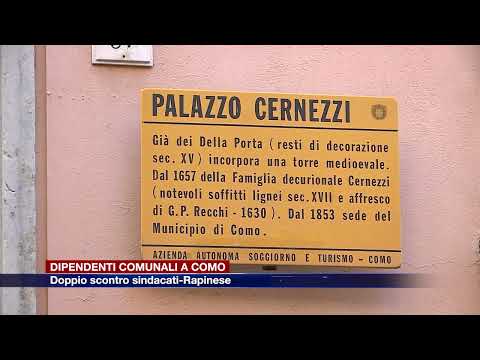 PALAZZO CERNEZZI
Già dei Della Porta (resti di decorazione
sec. XV) incorpora una torre medioevale.
Dal 1657 della Famiglia decurionale Cernezzi
(notevoli soffitti lignei sec. XVII e affresco
di G.P. Recchi - 1630). Dal 1853 sede del
Municipio di Como.
AZIENDA AUTONOMA SOGGIORNO E TURISMO - COMO
DIPENDENTI COMUNALI A COMO
Doppio scontro sindacati-Rapinese